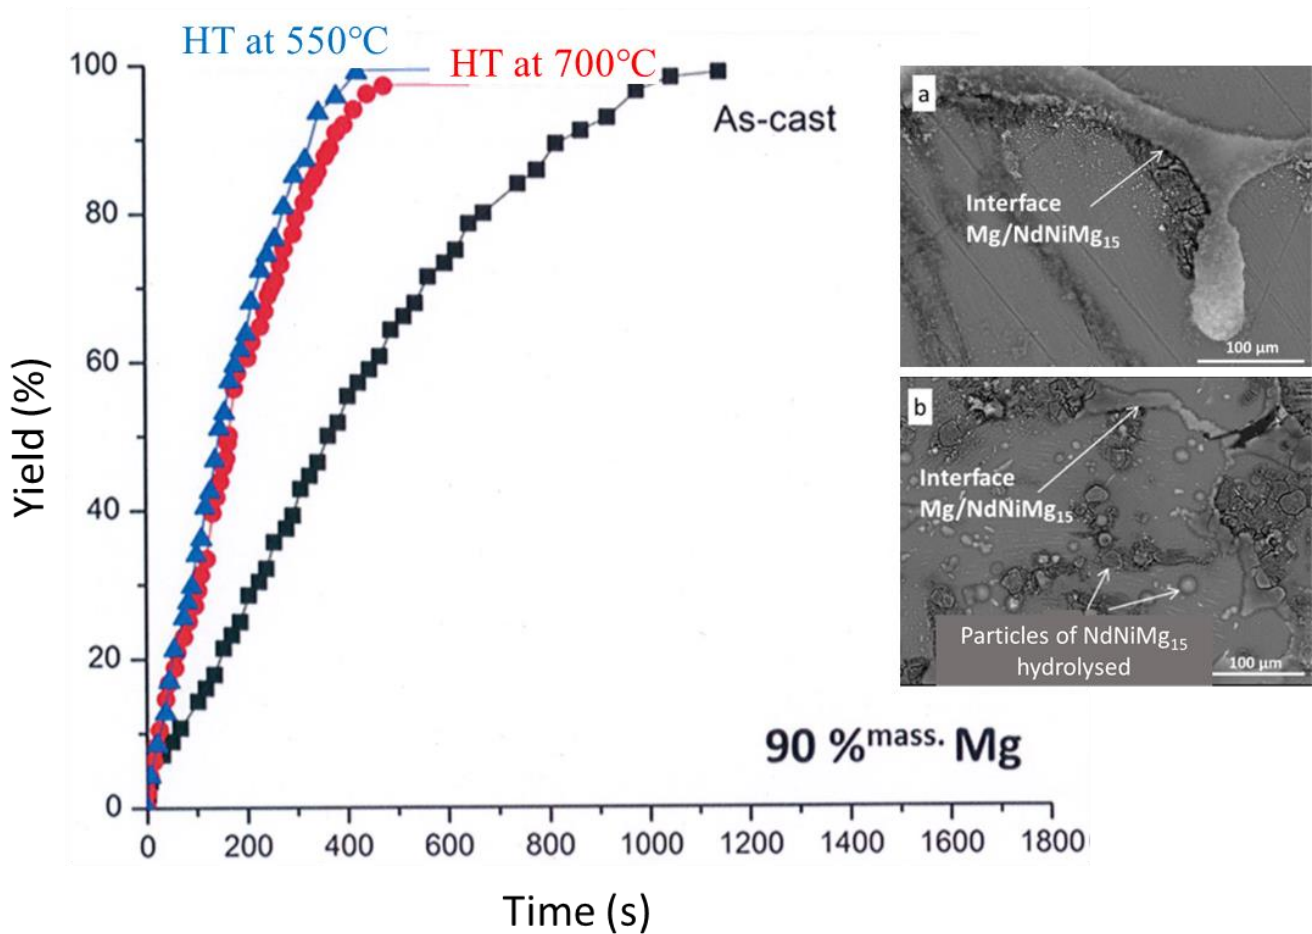 HT at 550°C
HT at 700°C
As-cast
100
80
60
40
20
0
Yield (%)
0 200 400 600 800 1000 1200 1400 1600 1800
Time (s)
90 %mass. Mg
a
Interface
Mg/NdNiMg15
100 µm
b
Interface
Mg/NdNiMg15
Particles of NdNiMg15
hydrolysed
100 µm